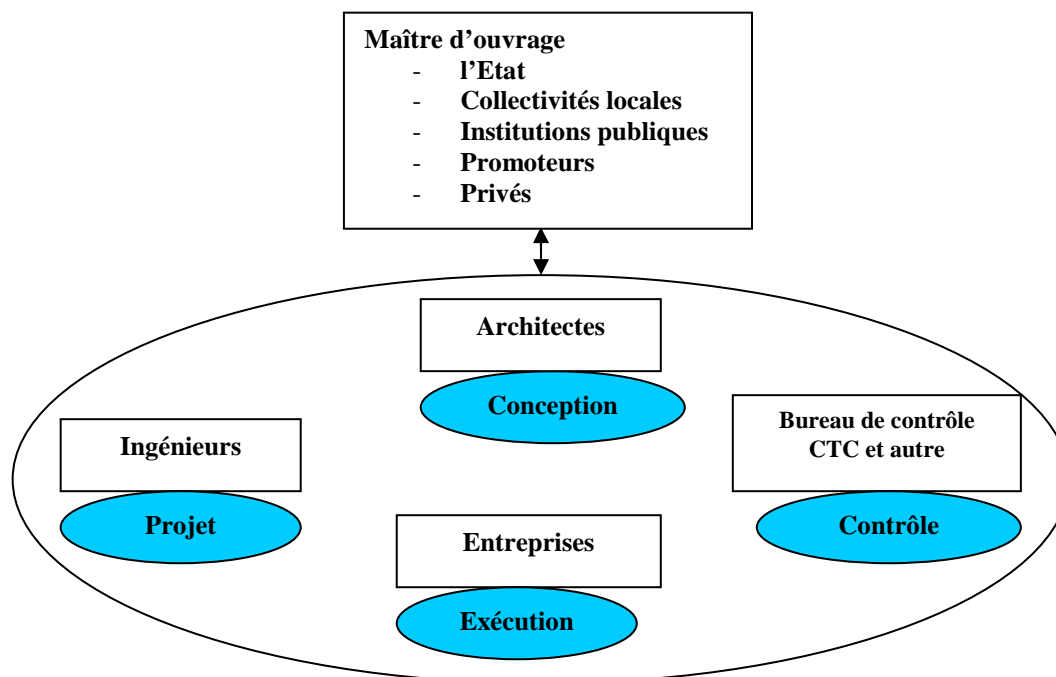 Maître d’ouvrage
- l’Etat
- Collectivités locales
- Institutions publiques
- Promoteurs
- Privés
Architectes
Conception
Ingénieurs
Projet
Bureau de contrôle
CTC et autre
Contrôle
Entreprises
Exécution